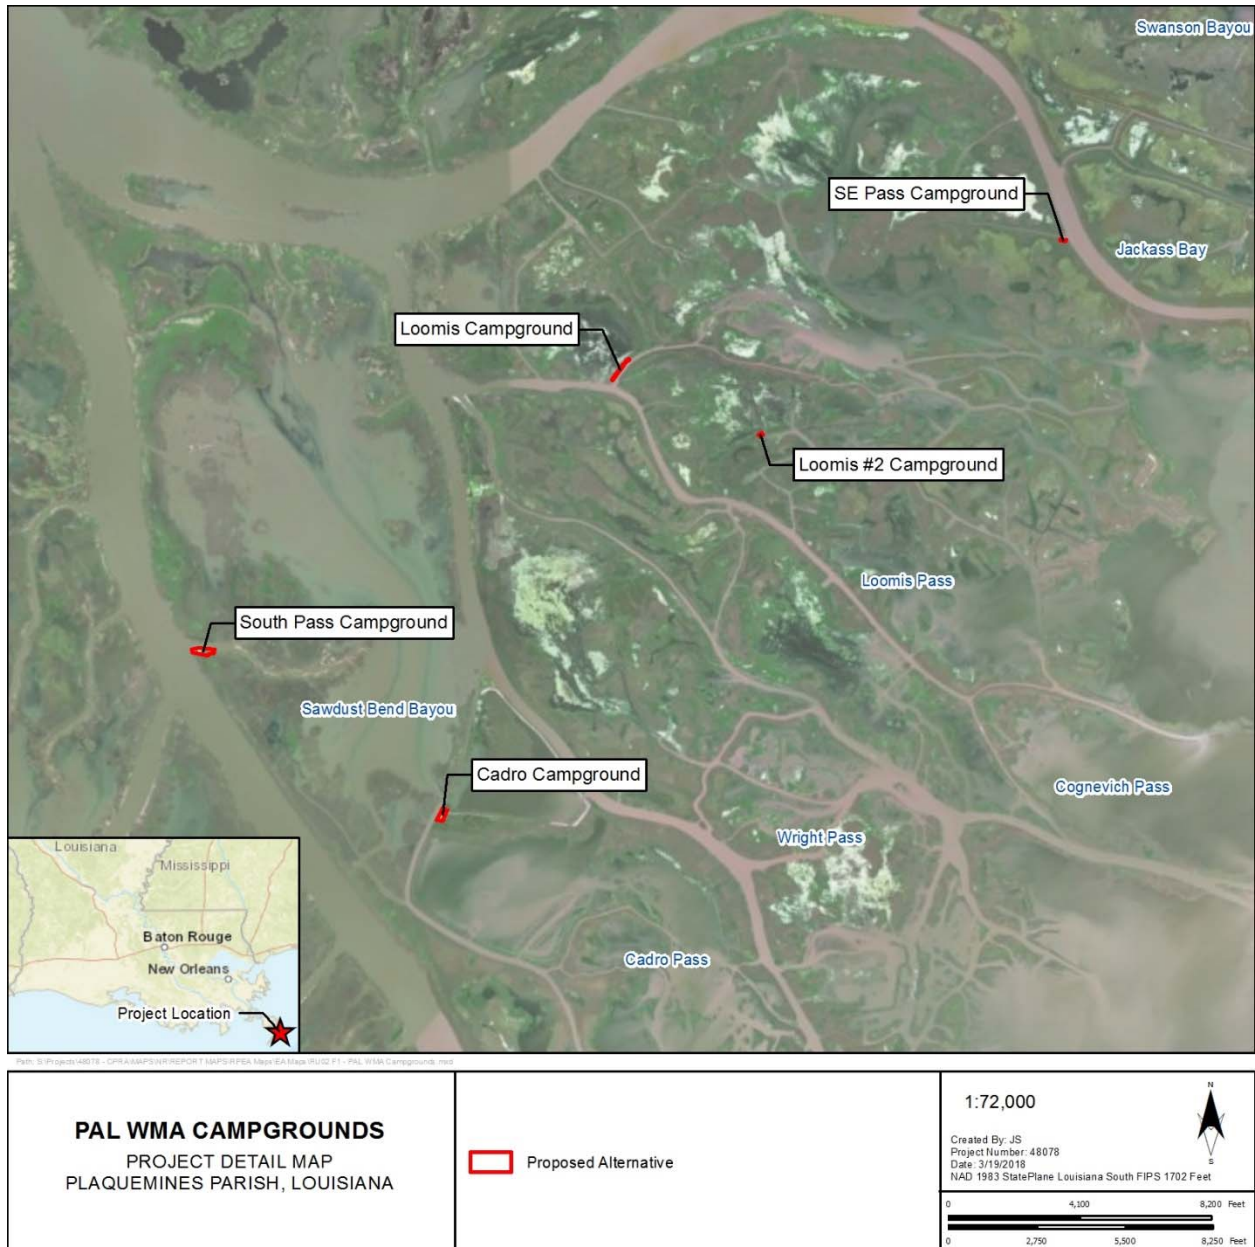 Swanson Bayou
SE Pass Campground
Jackass Bay
Loomis Campground
Loomis #2 Campground
Loomis Pass
South Pass Campground
Sawdust Bend Bayou
Cadro Campground
Cognevich Pass
Wright Pass
Cadro Pass
Louisiana
Mississippi
Baton Rouge
New Orleans
Project Location
PAL WMA CAMPGROUNDS
PROJECT DETAIL MAP
PLAQUEMINES PARISH, LOUISIANA
Proposed Alternative
1:72,000
N
S
Created By: JS
Project Number: 48078
Date: 3/19/2018
NAD 1983 StatePlane Louisiana South FIPS 1702 Feet
0 4,100 8,200 Feet
0 2,750 5,500 8,250 Feet